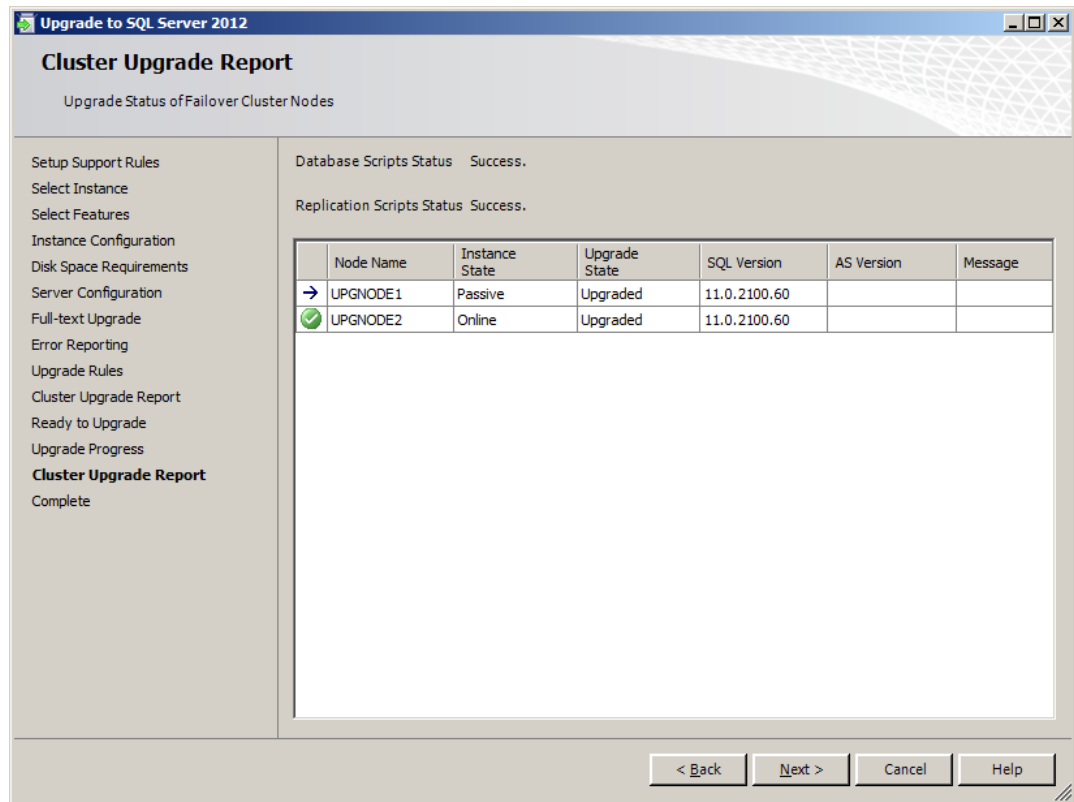 Upgrade to SQL Server 2012
Cluster Upgrade Report
Upgrade Status of Failover Cluster Nodes
Setup Support Rules
Select Instance
Select Features
Instance Configuration
Disk Space Requirements
Server Configuration
Full-text Upgrade
Error Reporting
Upgrade Rules
Cluster Upgrade Report
Ready to Upgrade
Upgrade Progress
Cluster Upgrade Report
Complete
Database Scripts Status Success.
Replication Scripts Status Success.
Node Name Instance State Upgrade State SQL Version AS Version Message
UPGNODE1 Passive Upgraded 11.0.2100.60
UPGNODE2 Online Upgraded 11.0.2100.60
< Back Next > Cancel Help